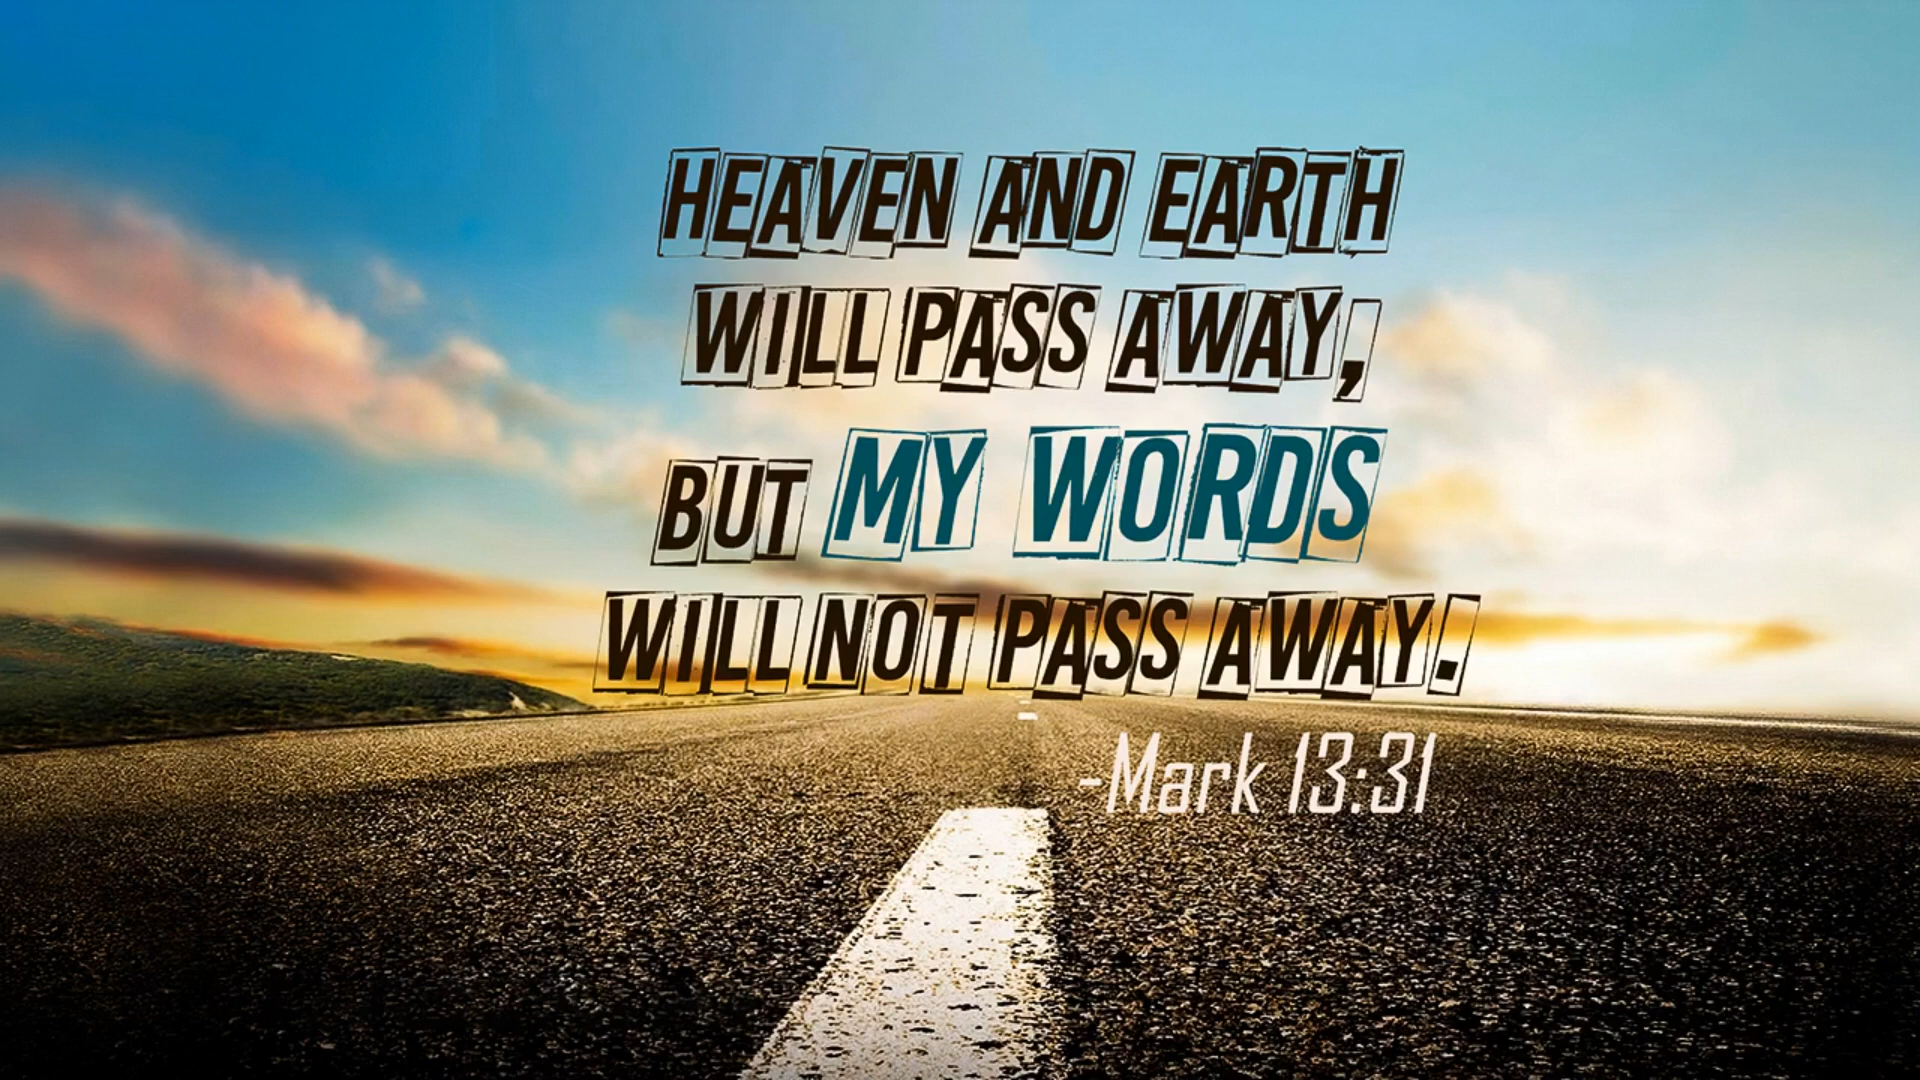 HEAVEN AND EARTH
WILL PASS AWAY,
BUT MY WORDS
WILL NOT PASS AWAY.
-Mark 13:31